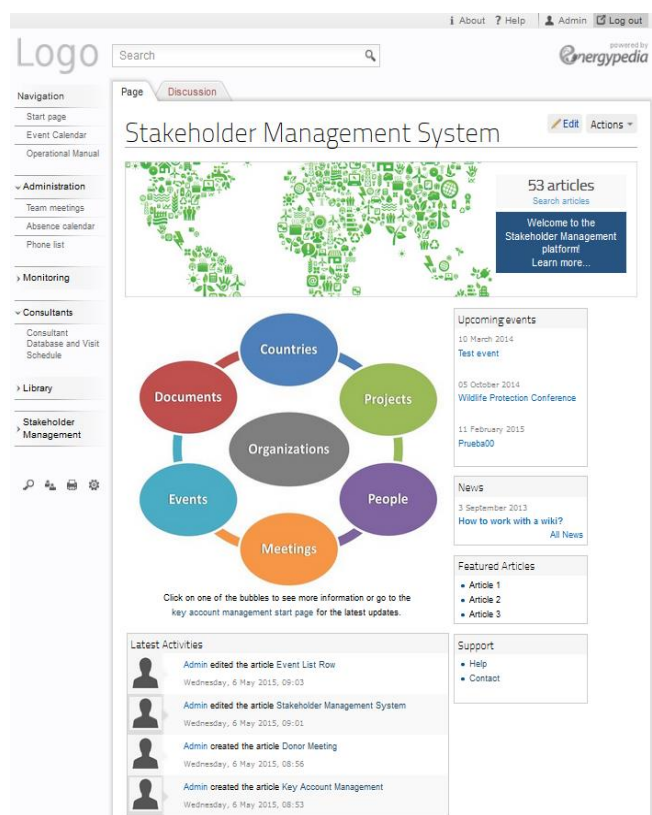 About ? Help Admin Log out
Logo
Search
powered by
energypedia
Navigation
Start page
Event Calendar
Operational Manual
Administration
Team meetings
Absence calendar
Phone list
Monitoring
Consultants
Consultant
Database and Visit
Schedule
Library
Stakeholder
Management
Page Discussion
Stakeholder Management System
Edit Actions
53 articles
Search articles
Welcome to the
Stakeholder Management
platform!
Learn more...
Countries
Documents
Projects
Organizations
Events
People
Meetings
Click on one of the bubbles to see more information or go to the
key account management start page for the latest updates.
Upcoming events
10 March 2014
Test event
05 October 2014
Wildlife Protection Conference
11 February 2015
Prueba00
News
3 September 2013
How to work with a wiki?
All News
Featured Articles
• Article 1
• Article 2
• Article 3
Support
• Help
• Contact
Latest Activities
Admin edited the article Event List Row
Wednesday, 6 May 2015, 09:03
Admin edited the article Stakeholder Management System
Wednesday, 6 May 2015, 09:01
Admin created the article Donor Meeting
Wednesday, 6 May 2015, 08:56
Admin created the article Key Account Management
Wednesday, 6 May 2015, 08:53